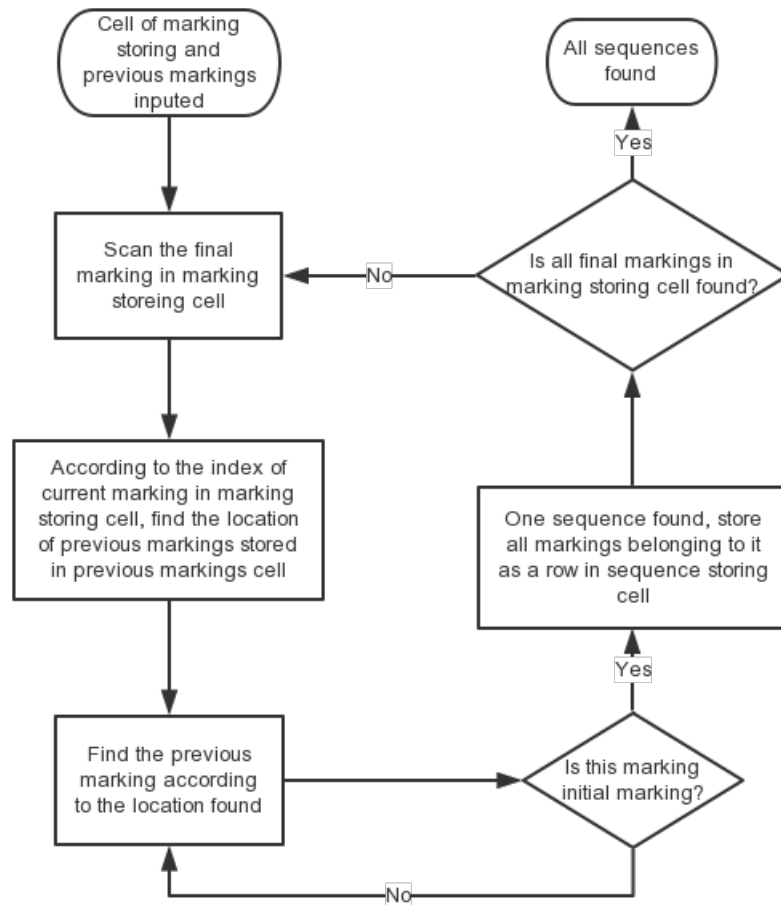 Cell of marking
storing and
previous markings
inputed
Scan the final
marking in marking
storeing cell
According to the index of
current marking in marking
storing cell, find the location
of previous markings stored
in previous markings cell
Find the previous
marking according
to the location found
Is this marking
initial marking?
No
Yes
One sequence found, store
all markings belonging to it
as a row in sequence storing
cell
Is all final markings in
marking storing cell found?
No
Yes
All sequences
found